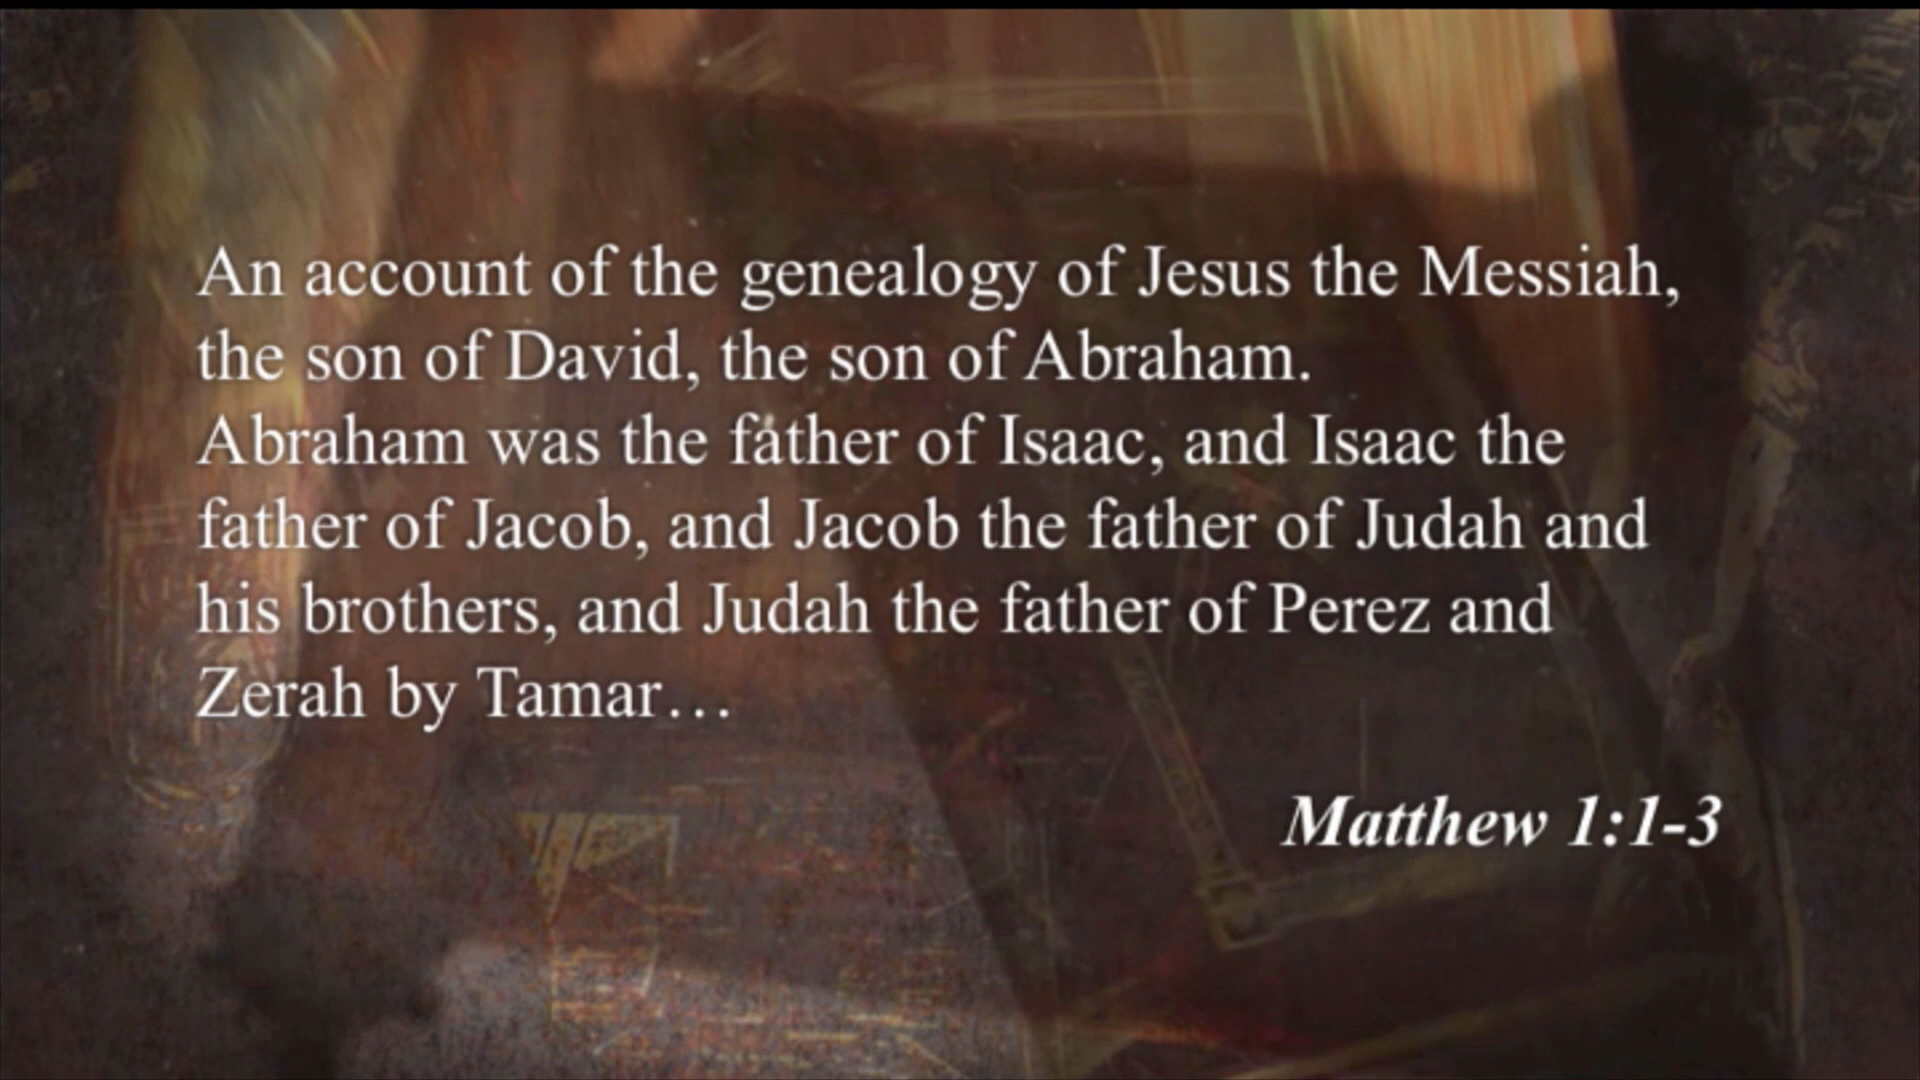 An account of the genealogy of Jesus the Messiah,
the son of David, the son of Abraham.
Abraham was the father of Isaac, and Isaac the
father of Jacob, and Jacob the father of Judah and
his brothers, and Judah the father of Perez and
Zerah by Tamar…
Matthew 1:1-3